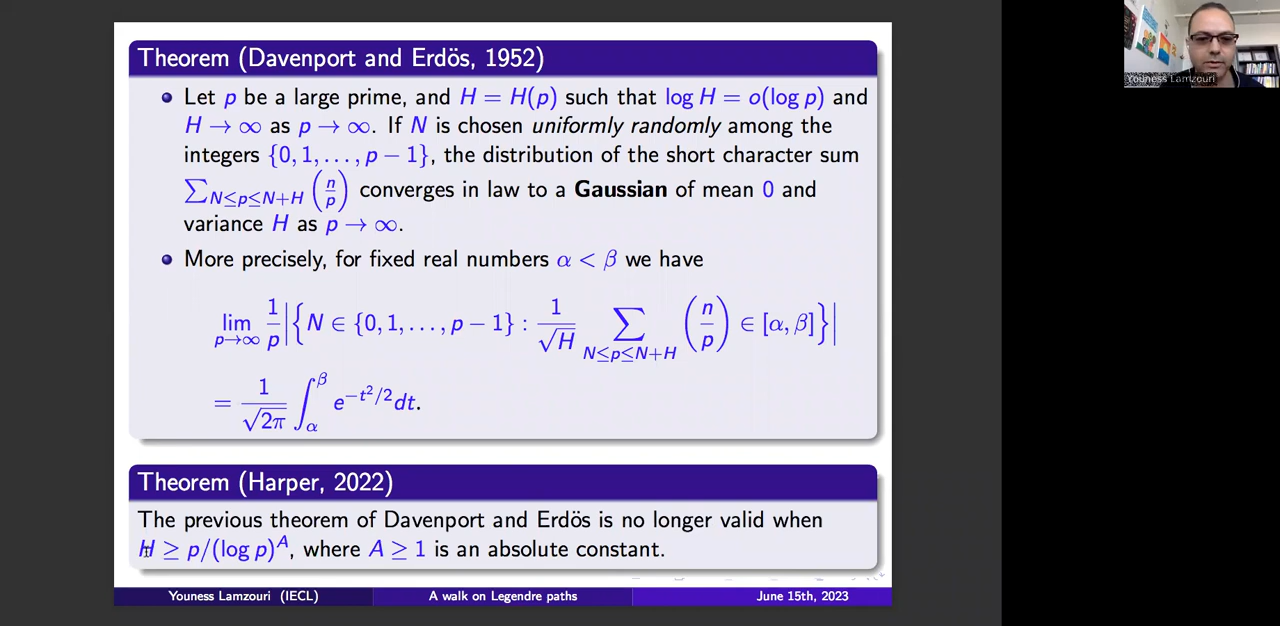 Theorem (Davenport and Erdös, 1952)
Let p be a large prime, and H = H(p) such that log H = o(log p) and
H → ∞ as p → ∞. If N is chosen uniformly randomly among the
integers {0, 1, . . . , p − 1}, the distribution of the short character sum
∑_{N≤p≤N+H} (n/p) converges in law to a Gaussian of mean 0 and
variance H as p → ∞.
More precisely, for fixed real numbers α < β we have
lim_{p→∞} 1/p |{N ∈ {0, 1, . . . , p − 1} : 1/√H ∑_{N≤p≤N+H} (n/p) ∈ [α, β]}|
= 1/√2π ∫_α^β e^{−t²/2} dt.
Theorem (Harper, 2022)
The previous theorem of Davenport and Erdös is no longer valid when
H ≥ p/(log p)^A, where A ≥ 1 is an absolute constant.
Youness Lamzouri (IECL) A walk on Legendre paths June 15th, 2023
Youness Lamzouri